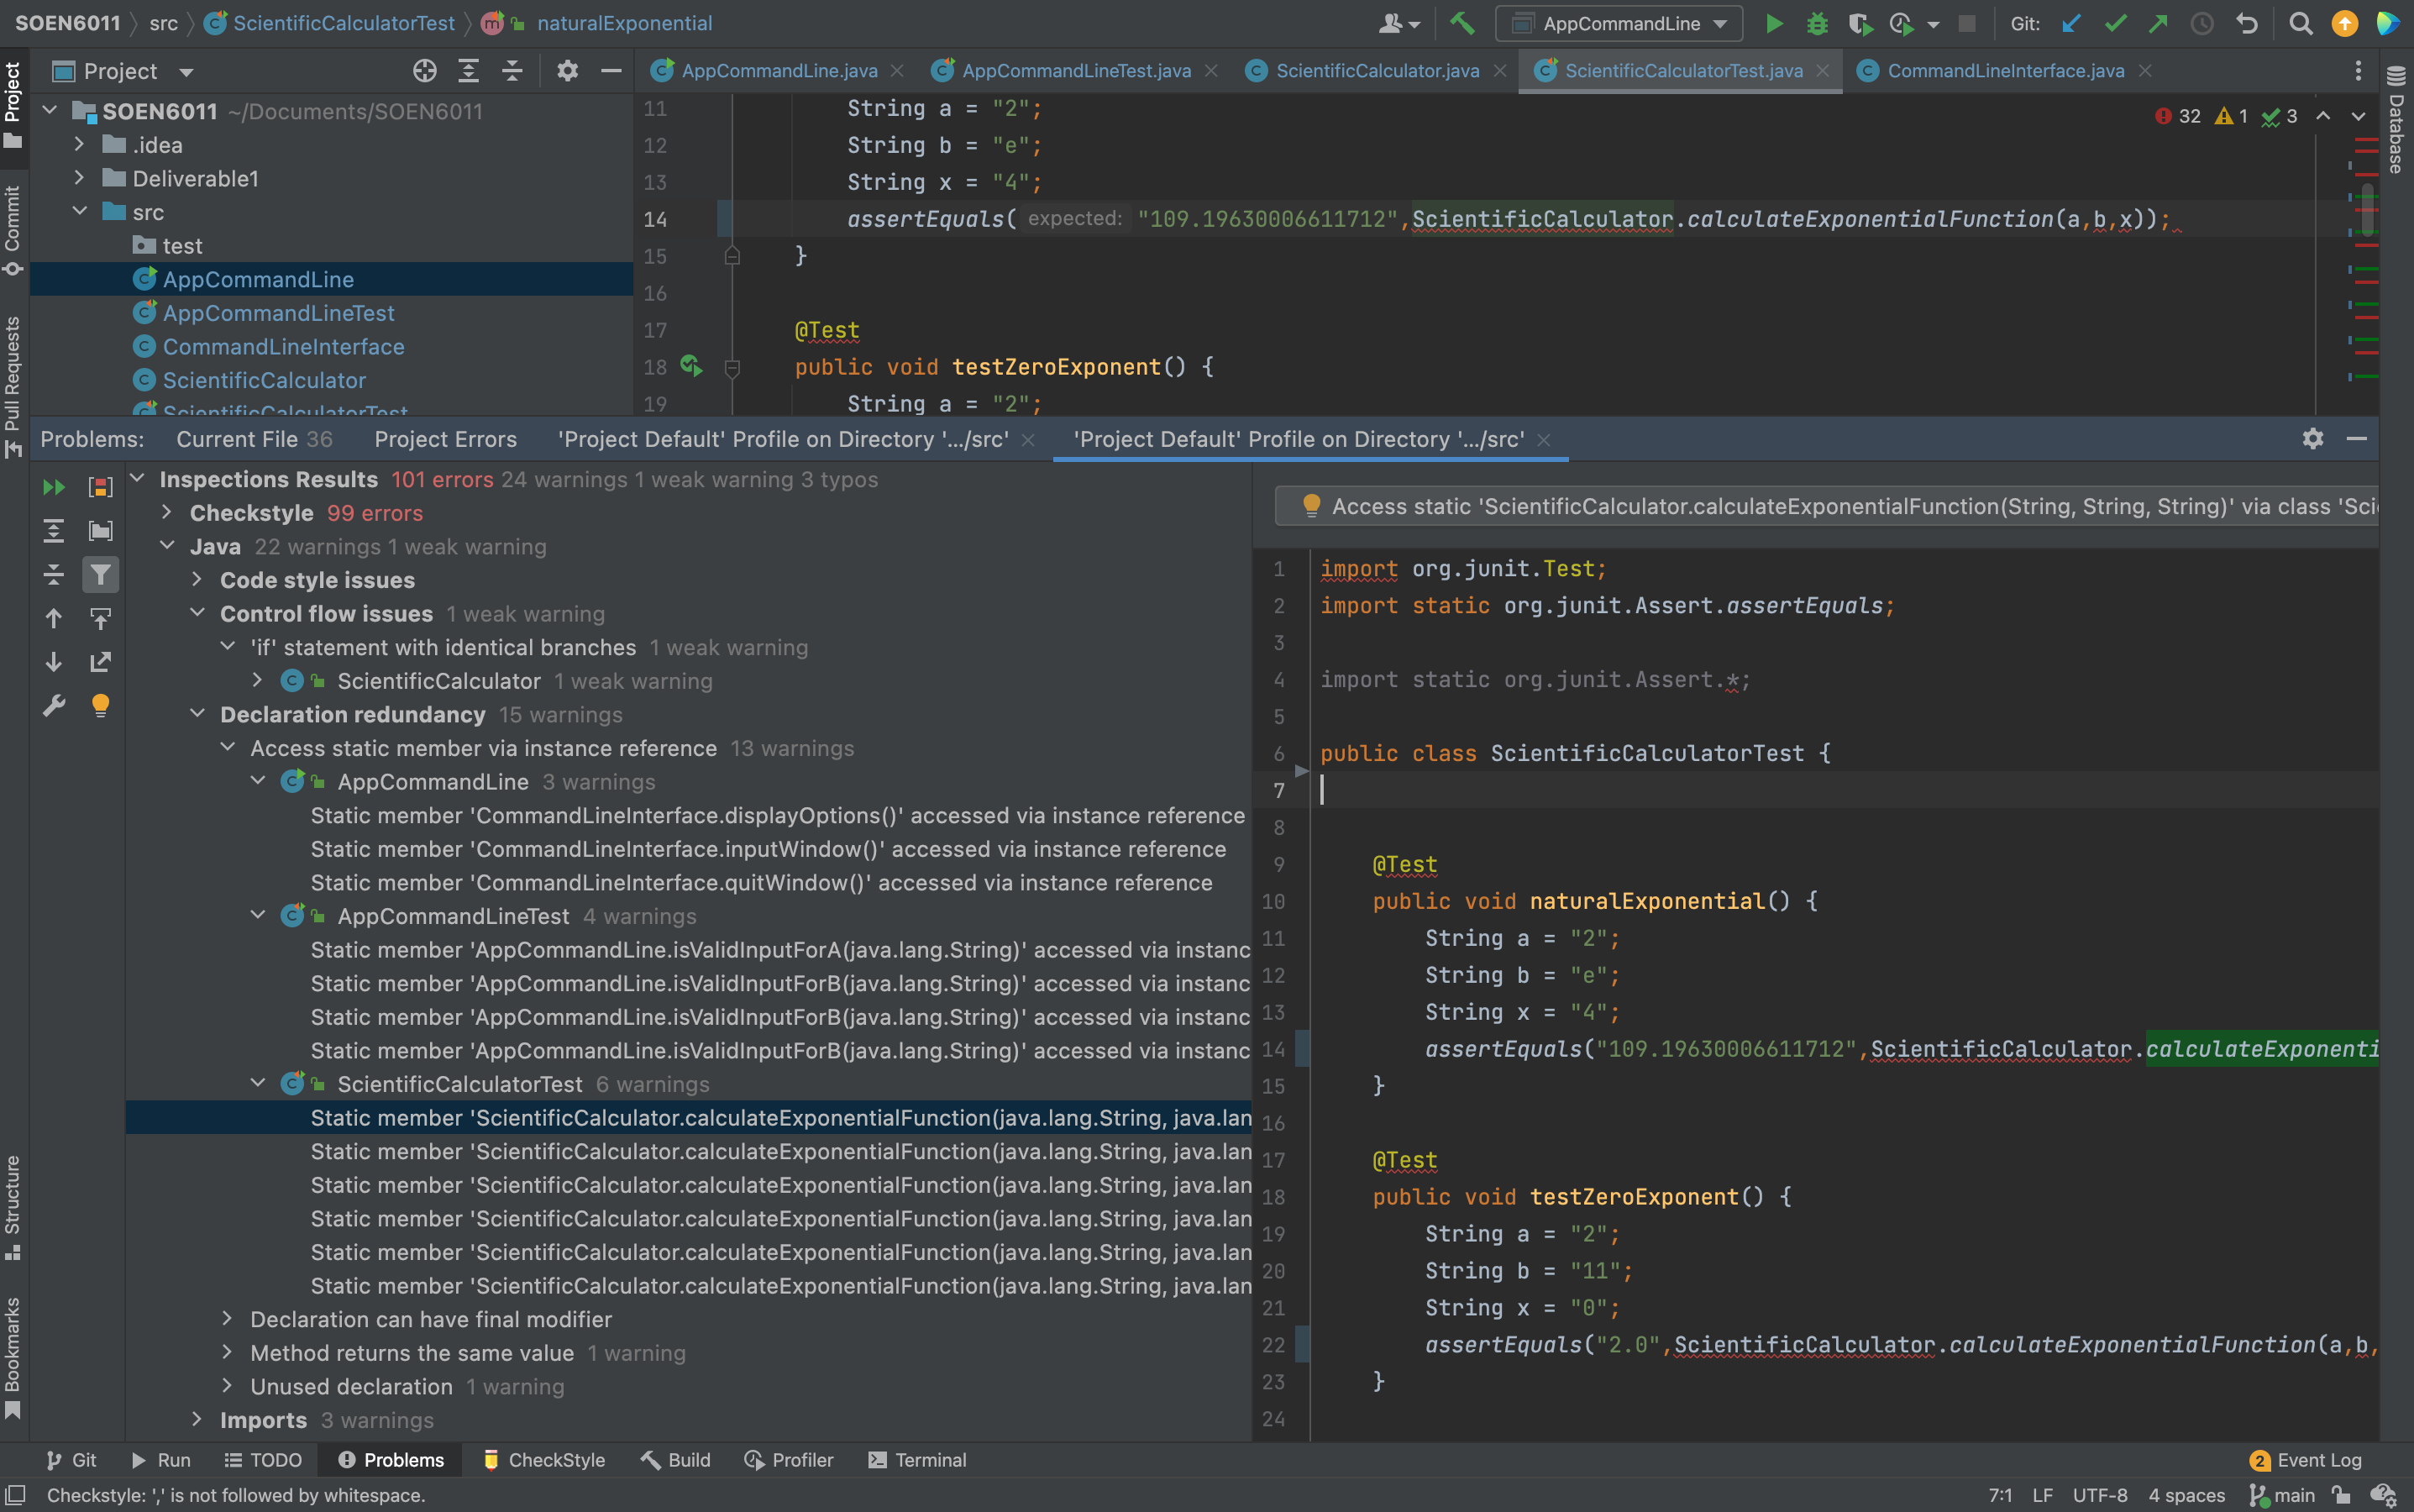 SOEN6011 src ScientificCalculatorTest m naturalExponential
AppCommandLine Git:
Project
AppCommandLine.java AppCommandLineTest.java ScientificCalculator.java ScientificCalculatorTest.java CommandLineInterface.java
SOEN6011 ~/Documents/SOEN6011
.idea
Deliverable1
src
test
AppCommandLine
AppCommandLineTest
CommandLineInterface
ScientificCalculator
ScientificCalculatorTest
Project
Commit
Pull Requests
Structure
Bookmarks
Database
32 1 3
11 String a = "2";
12 String b = "e";
13 String x = "4";
14 assertEquals( expected: "109.19630006611712",ScientificCalculator.calculateExponentialFunction(a,b,x));
15 }
16
17 @Test
18 public void testZeroExponent() {
19 String a = "2";
Problems: Current File 36 Project Errors 'Project Default' Profile on Directory '.../src' 'Project Default' Profile on Directory '.../src'
Inspections Results 101 errors 24 warnings 1 weak warning 3 typos
Checkstyle 99 errors
Java 22 warnings 1 weak warning
Code style issues
Control flow issues 1 weak warning
'if' statement with identical branches 1 weak warning
ScientificCalculator 1 weak warning
Declaration redundancy 15 warnings
Access static member via instance reference 13 warnings
AppCommandLine 3 warnings
Static member 'CommandLineInterface.displayOptions()' accessed via instance reference
Static member 'CommandLineInterface.inputWindow()' accessed via instance reference
Static member 'CommandLineInterface.quitWindow()' accessed via instance reference
AppCommandLineTest 4 warnings
Static member 'AppCommandLine.isValidInputForA(java.lang.String)' accessed via instanc
Static member 'AppCommandLine.isValidInputForB(java.lang.String)' accessed via instanc
Static member 'AppCommandLine.isValidInputForB(java.lang.String)' accessed via instanc
Static member 'AppCommandLine.isValidInputForB(java.lang.String)' accessed via instanc
ScientificCalculatorTest 6 warnings
Static member 'ScientificCalculator.calculateExponentialFunction(java.lang.String, java.lan
Static member 'ScientificCalculator.calculateExponentialFunction(java.lang.String, java.lan
Static member 'ScientificCalculator.calculateExponentialFunction(java.lang.String, java.lan
Static member 'ScientificCalculator.calculateExponentialFunction(java.lang.String, java.lan
Static member 'ScientificCalculator.calculateExponentialFunction(java.lang.String, java.lan
Static member 'ScientificCalculator.calculateExponentialFunction(java.lang.String, java.lan
Declaration can have final modifier
Method returns the same value 1 warning
Unused declaration 1 warning
Imports 3 warnings
Access static 'ScientificCalculator.calculateExponentialFunction(String, String, String)' via class 'Sci
1 import org.junit.Test;
2 import static org.junit.Assert.assertEquals;
3
4 import static org.junit.Assert.*;
5
6 public class ScientificCalculatorTest {
7
8
9 @Test
10 public void naturalExponential() {
11 String a = "2";
12 String b = "e";
13 String x = "4";
14 assertEquals("109.19630006611712",ScientificCalculator.calculateExponenti
15 }
16
17 @Test
18 public void testZeroExponent() {
19 String a = "2";
20 String b = "11";
21 String x = "0";
22 assertEquals("2.0",ScientificCalculator.calculateExponentialFunction(a,b,
23 }
24
Git Run TODO Problems CheckStyle Build Profiler Terminal 2 Event Log
Checkstyle: ',' is not followed by whitespace. 7:1 LF UTF-8 4 spaces main